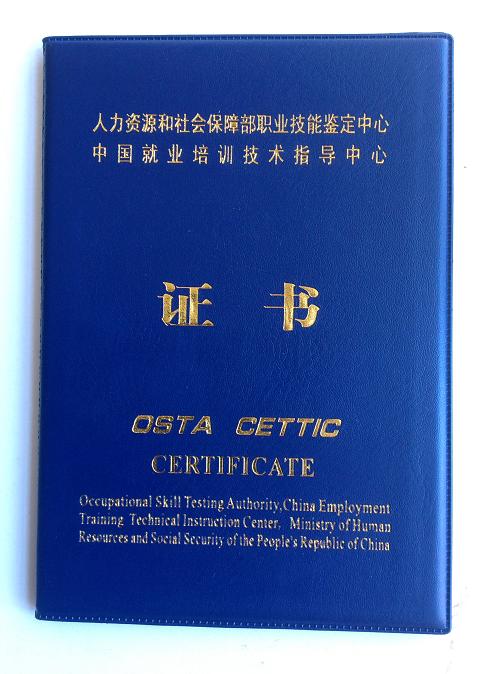 人力资源和社会保障部职业技能鉴定中心
中国就业培训技术指导中心
证书
OSTA CETTIC
CERTIFICATE
Occupational Skill Testing Authority,China Employment
Training Technical Instruction Center, Ministry of Human
Resources and Social Security of the People's Republic of China